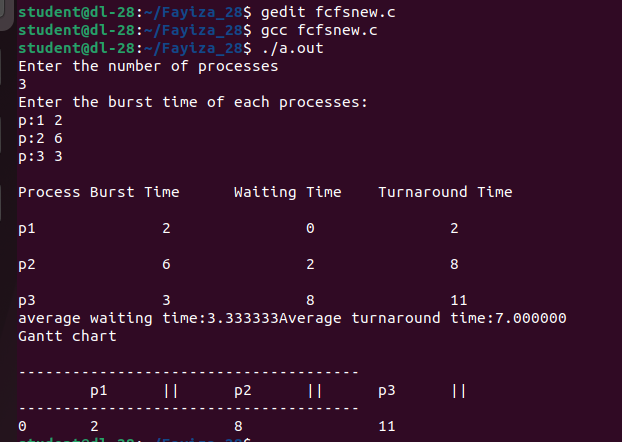 student@dl-28:~/Fayiza_28$ gedit fcfsnew.c
student@dl-28:~/Fayiza_28$ gcc fcfsnew.c
student@dl-28:~/Fayiza_28$ ./a.out
Enter the number of processes
3
Enter the burst time of each processes:
p:1 2
p:2 6
p:3 3
Process Burst Time      Waiting Time    Turnaround Time
p1              2               0               2
p2              6               2               8
p3              3               8               11
average waiting time:3.333333Average turnaround time:7.000000
Gantt chart
--------------------------------------
        p1      ||      p2      ||      p3      ||
--------------------------------------
0       2               8               11